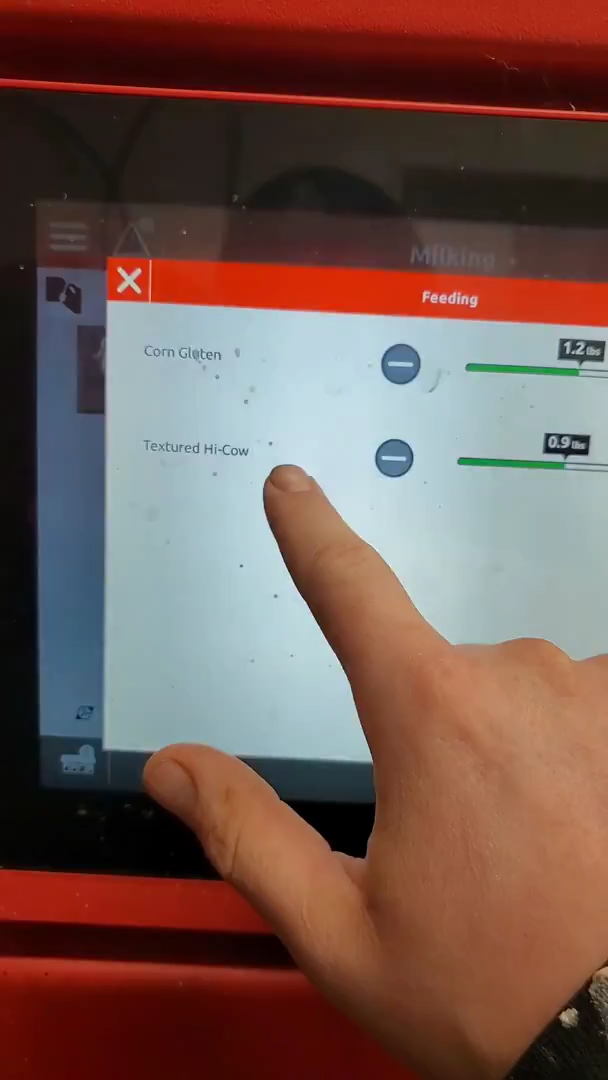 Milking
Feeding
Corn Gluten
1.2 lbs
Textured Hi-Cow
0.9 lbs